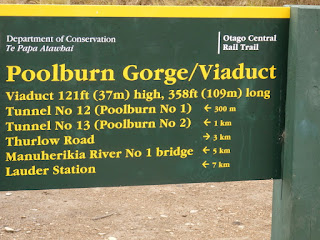 Department of Conservation
Te Papa Atawhai
Otago Central
Rail Trail
Poolburn Gorge/Viaduct
Viaduct 121ft (37m) high, 358ft (109m) long
Tunnel No 12 (Poolburn No 1) ← 300 m
Tunnel No 13 (Poolburn No 2) ← 1 km
Thurlow Road → 3 km
Manuherikia River No 1 bridge ← 5 km
Lauder Station ← 7 km